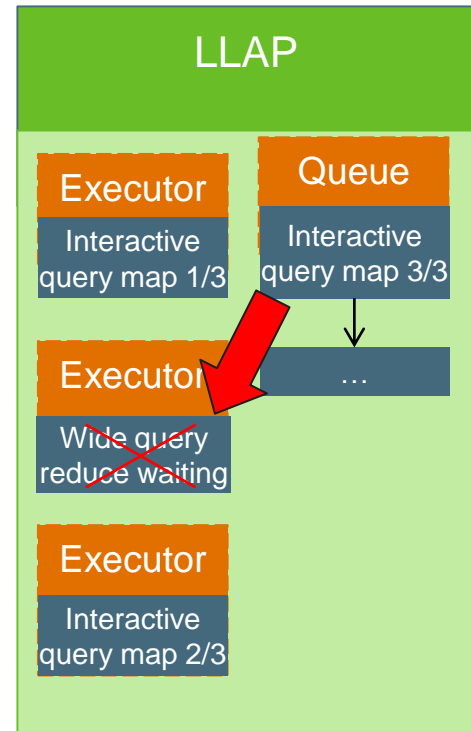 LLAP
Executor
Interactive
query map 1/3
Queue
Interactive
query map 3/3
…
Executor
Wide query
reduce waiting
Executor
Interactive
query map 2/3